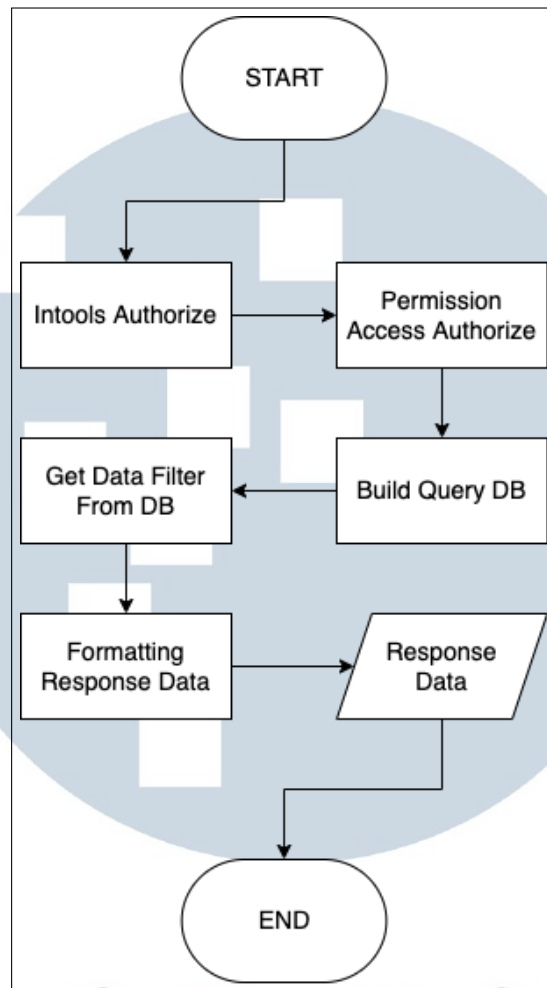 START
Intools Authorize
Permission
Access Authorize
Build Query DB
Get Data Filter
From DB
Formatting
Response Data
Response
Data
END